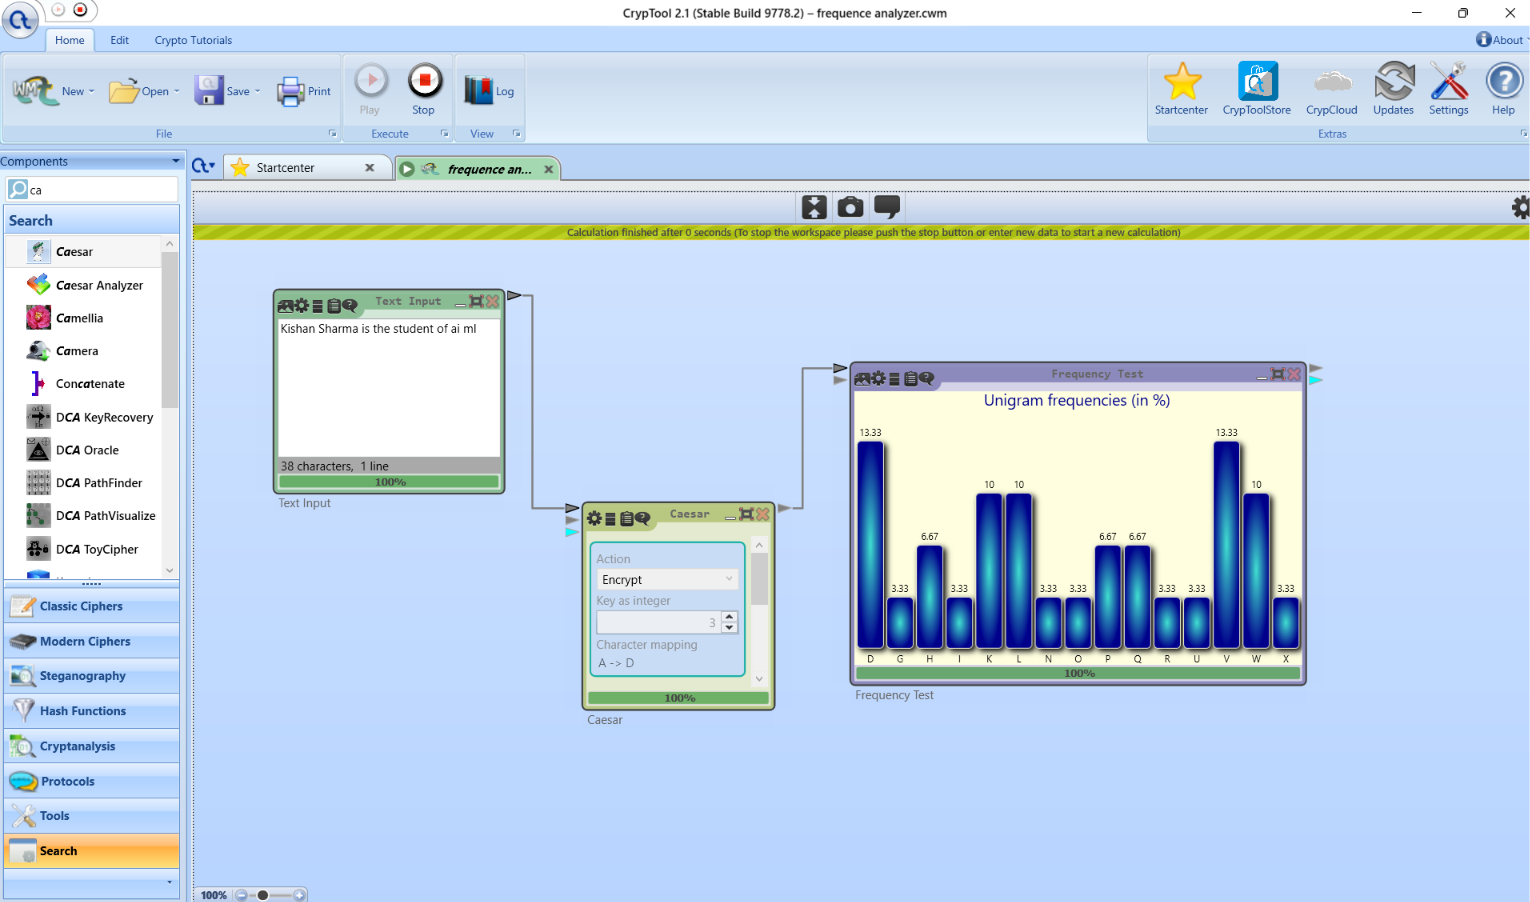 CrypTool 2.1 (Stable Build 9778.2) – frequence analyzer.cwm
Home Edit Crypto Tutorials About
New Open Save Print Play Stop Log Startcenter CrypToolStore CrypCloud Updates Settings Help
File Execute View Extras
Components
Startcenter frequence an...
ca
Search
Calculation finished after 0 seconds (To stop the workspace please push the stop button or enter new data to start a new calculation)
Caesar
Caesar Analyzer
Camellia
Camera
Concatenate
DCA KeyRecovery
DCA Oracle
DCA PathFinder
DCA PathVisualize
DCA ToyCipher
Classic Ciphers
Modern Ciphers
Steganography
Hash Functions
Cryptanalysis
Protocols
Tools
Search
Text Input
Kishan Sharma is the student of ai ml
38 characters, 1 line
100%
Text Input
Caesar
Action
Encrypt
Key as integer
3
Character mapping
A -> D
100%
Caesar
Frequency Test
Unigram frequencies (in %)
13.33 3.33 6.67 3.33 10 10 3.33 3.33 6.67 6.67 3.33 3.33 13.33 10 3.33
D G H I K L N O P Q R U V W X
100%
Frequency Test
100%